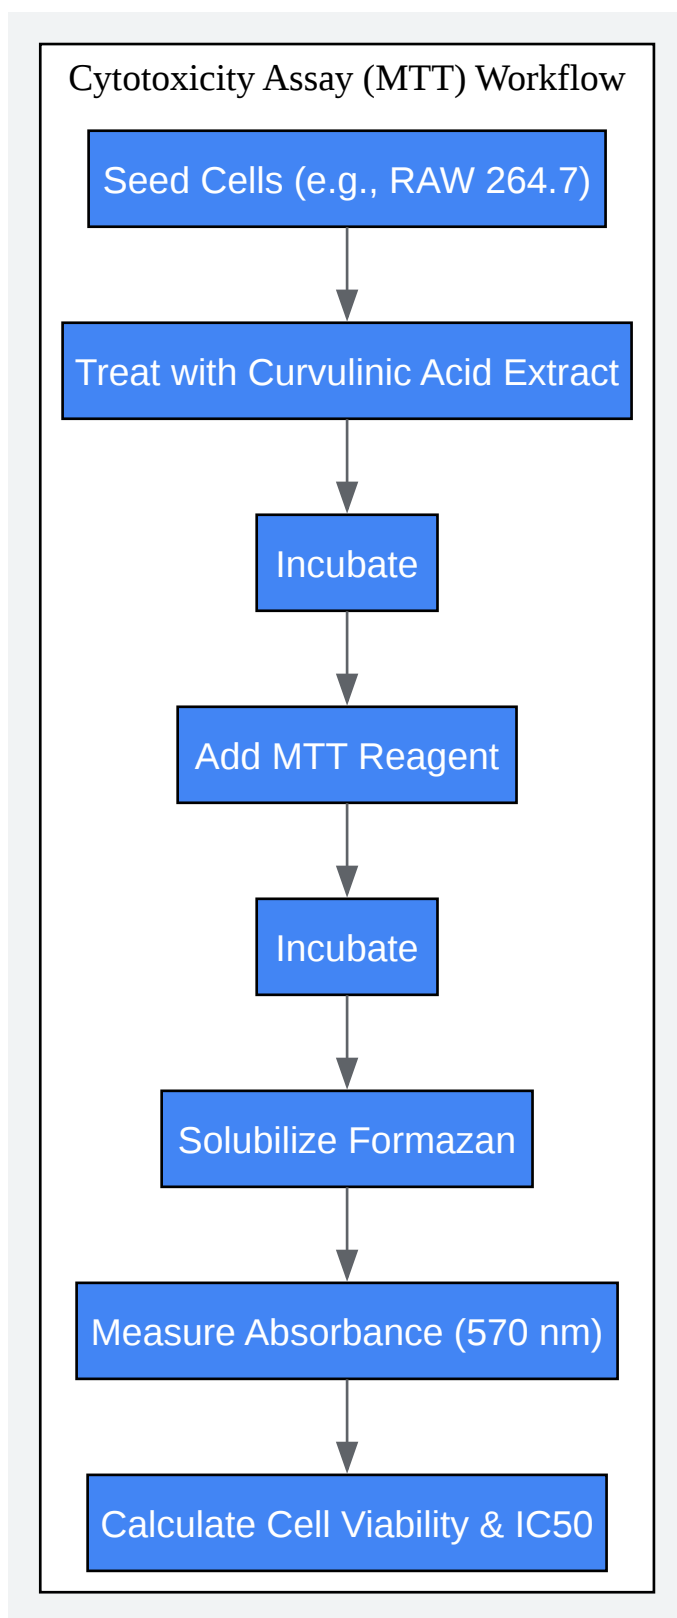 Cytotoxicity Assay (MTT) Workflow
Seed Cells (e.g., RAW 264.7)
Treat with Curvulinic Acid Extract
Incubate
Add MTT Reagent
Incubate
Solubilize Formazan
Measure Absorbance (570 nm)
Calculate Cell Viability & IC50